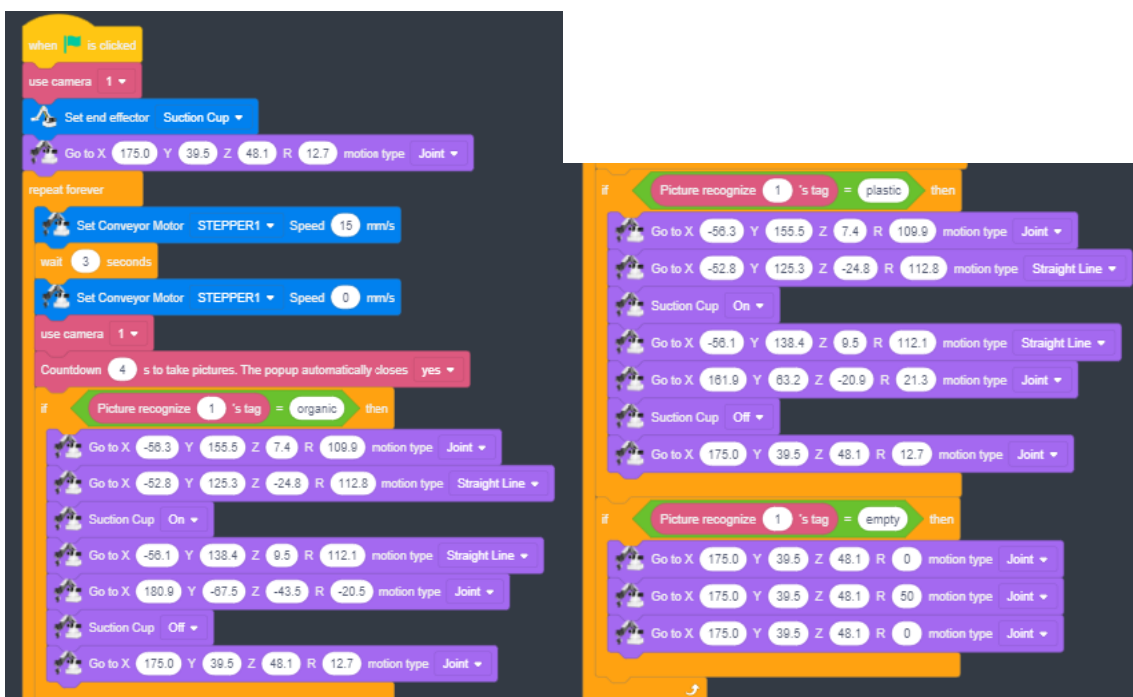 when is clicked
use camera 1
Set end effector Suction Cup
Go to X 175.0 Y 39.5 Z 48.1 R 12.7 motion type Joint
repeat forever
Set Conveyor Motor STEPPER1 Speed 15 mm/s
wait 3 seconds
Set Conveyor Motor STEPPER1 Speed 0 mm/s
use camera 1
Countdown 4 s to take pictures. The popup automatically closes yes
if Picture recognize 1 's tag = organic then
Go to X -56.3 Y 155.5 Z 7.4 R 109.9 motion type Joint
Go to X -52.8 Y 125.3 Z -24.8 R 112.8 motion type Straight Line
Suction Cup On
Go to X -56.1 Y 138.4 Z 9.5 R 112.1 motion type Straight Line
Go to X 180.9 Y -67.5 Z -43.5 R -20.5 motion type Joint
Suction Cup Off
Go to X 175.0 Y 39.5 Z 48.1 R 12.7 motion type Joint
if Picture recognize 1 's tag = plastic then
Go to X -56.3 Y 155.5 Z 7.4 R 109.9 motion type Joint
Go to X -52.8 Y 125.3 Z -24.8 R 112.8 motion type Straight Line
Suction Cup On
Go to X -56.1 Y 138.4 Z 9.5 R 112.1 motion type Straight Line
Go to X 161.9 Y 63.2 Z -20.9 R 21.3 motion type Joint
Suction Cup Off
Go to X 175.0 Y 39.5 Z 48.1 R 12.7 motion type Joint
if Picture recognize 1 's tag = empty then
Go to X 175.0 Y 39.5 Z 48.1 R 0 motion type Joint
Go to X 175.0 Y 39.5 Z 48.1 R 50 motion type Joint
Go to X 175.0 Y 39.5 Z 48.1 R 0 motion type Joint